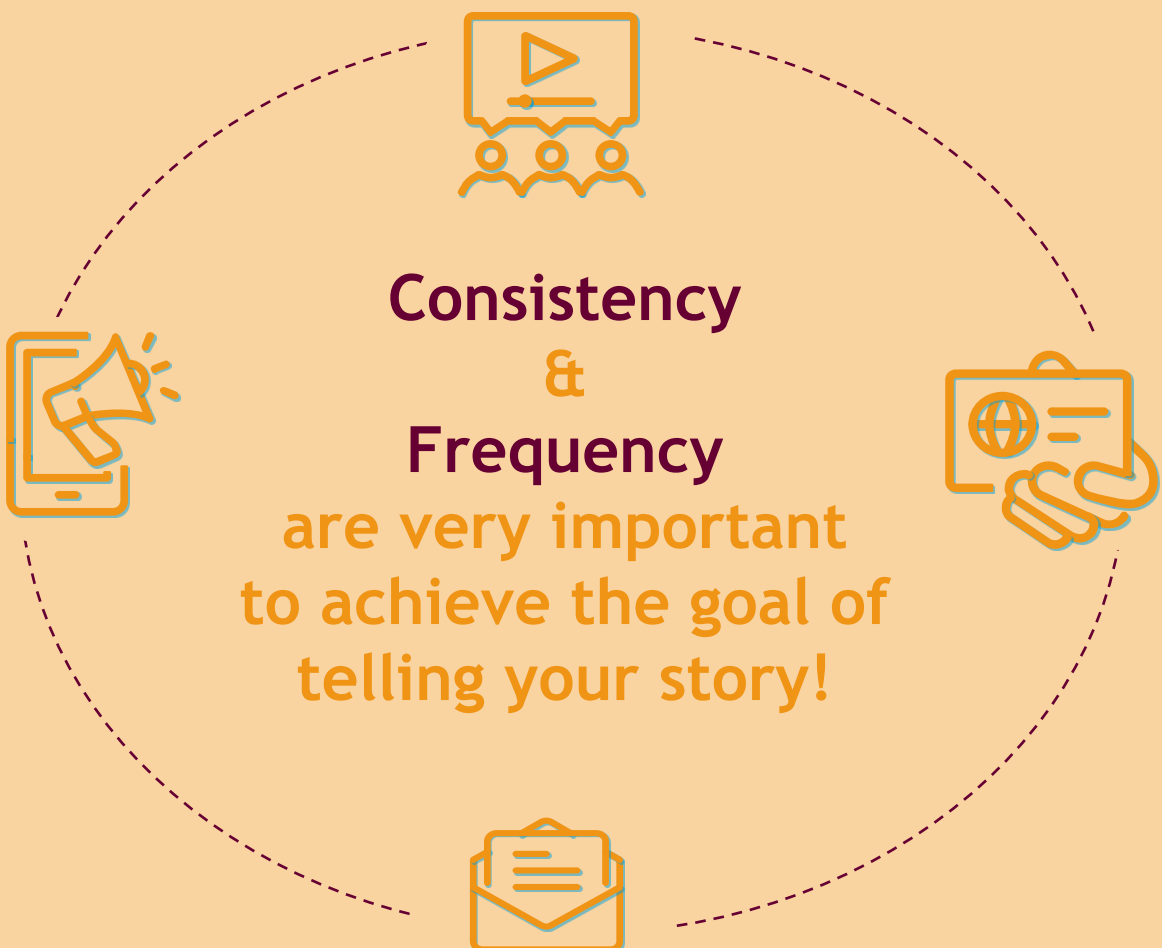 Consistency
&
Frequency
are very important
to achieve the goal of
telling your story!